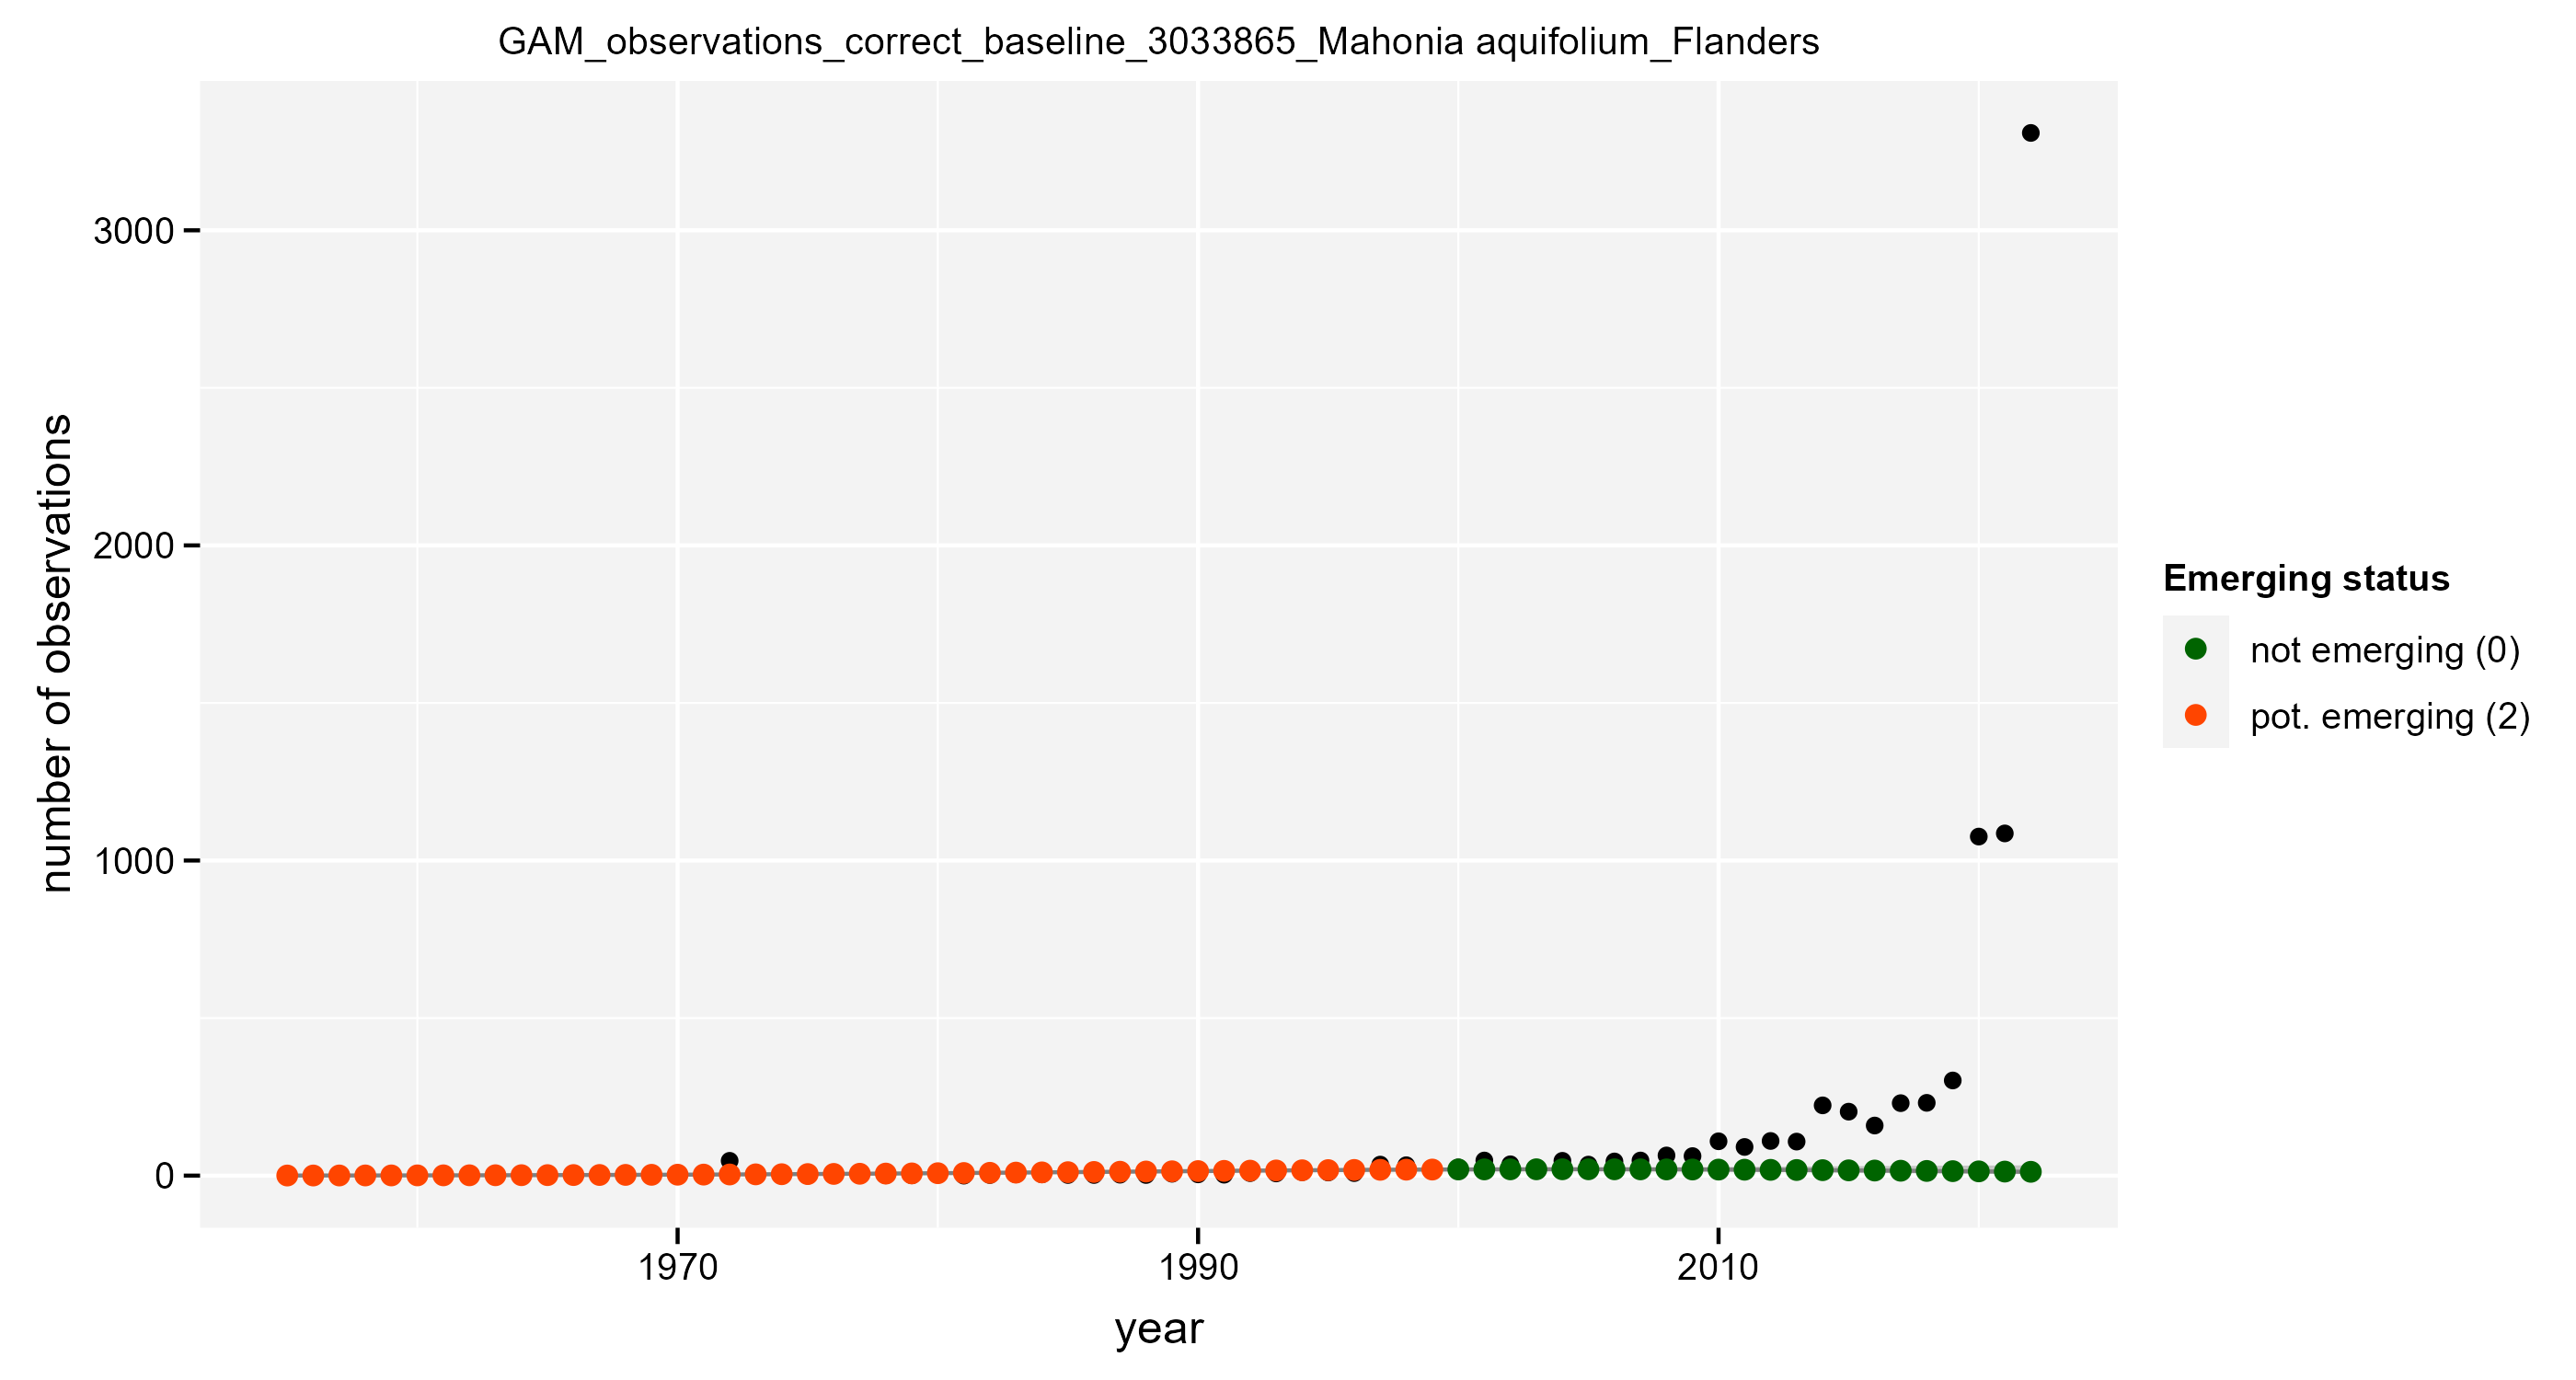 GAM_observations_correct_baseline_3033865_Mahonia aquifolium_Flanders
number of observations
3000
2000
1000
0
1970
1990
2010
year
Emerging status
not emerging (0)
pot. emerging (2)